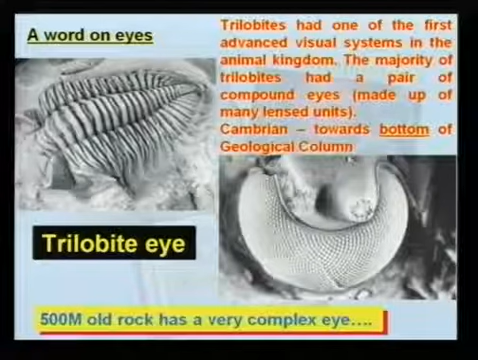 A word on eyes
Trilobites had one of the first
advanced visual systems in the
animal kingdom. The majority of
trilobites had a pair of
compound eyes (made up of
many lensed units).
Cambrian – towards bottom of
Geological Column
Trilobite eye
500M old rock has a very complex eye....